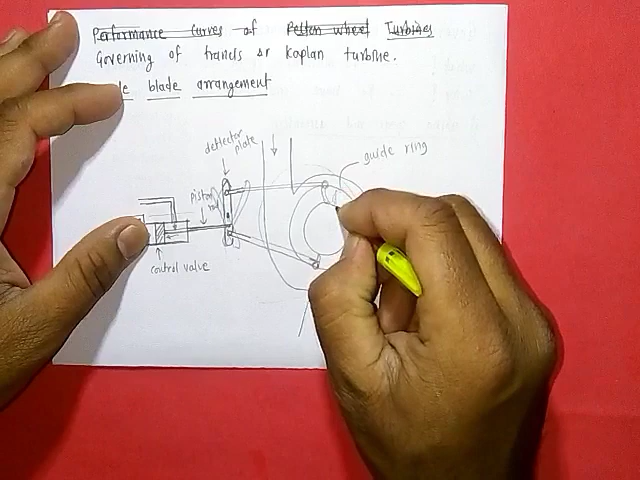 Performance curves of Pelton wheel Turbines
Governing of francis or kaplan turbine.
blade arrangement
detector
plate
guide ring
piston
rod
control valve